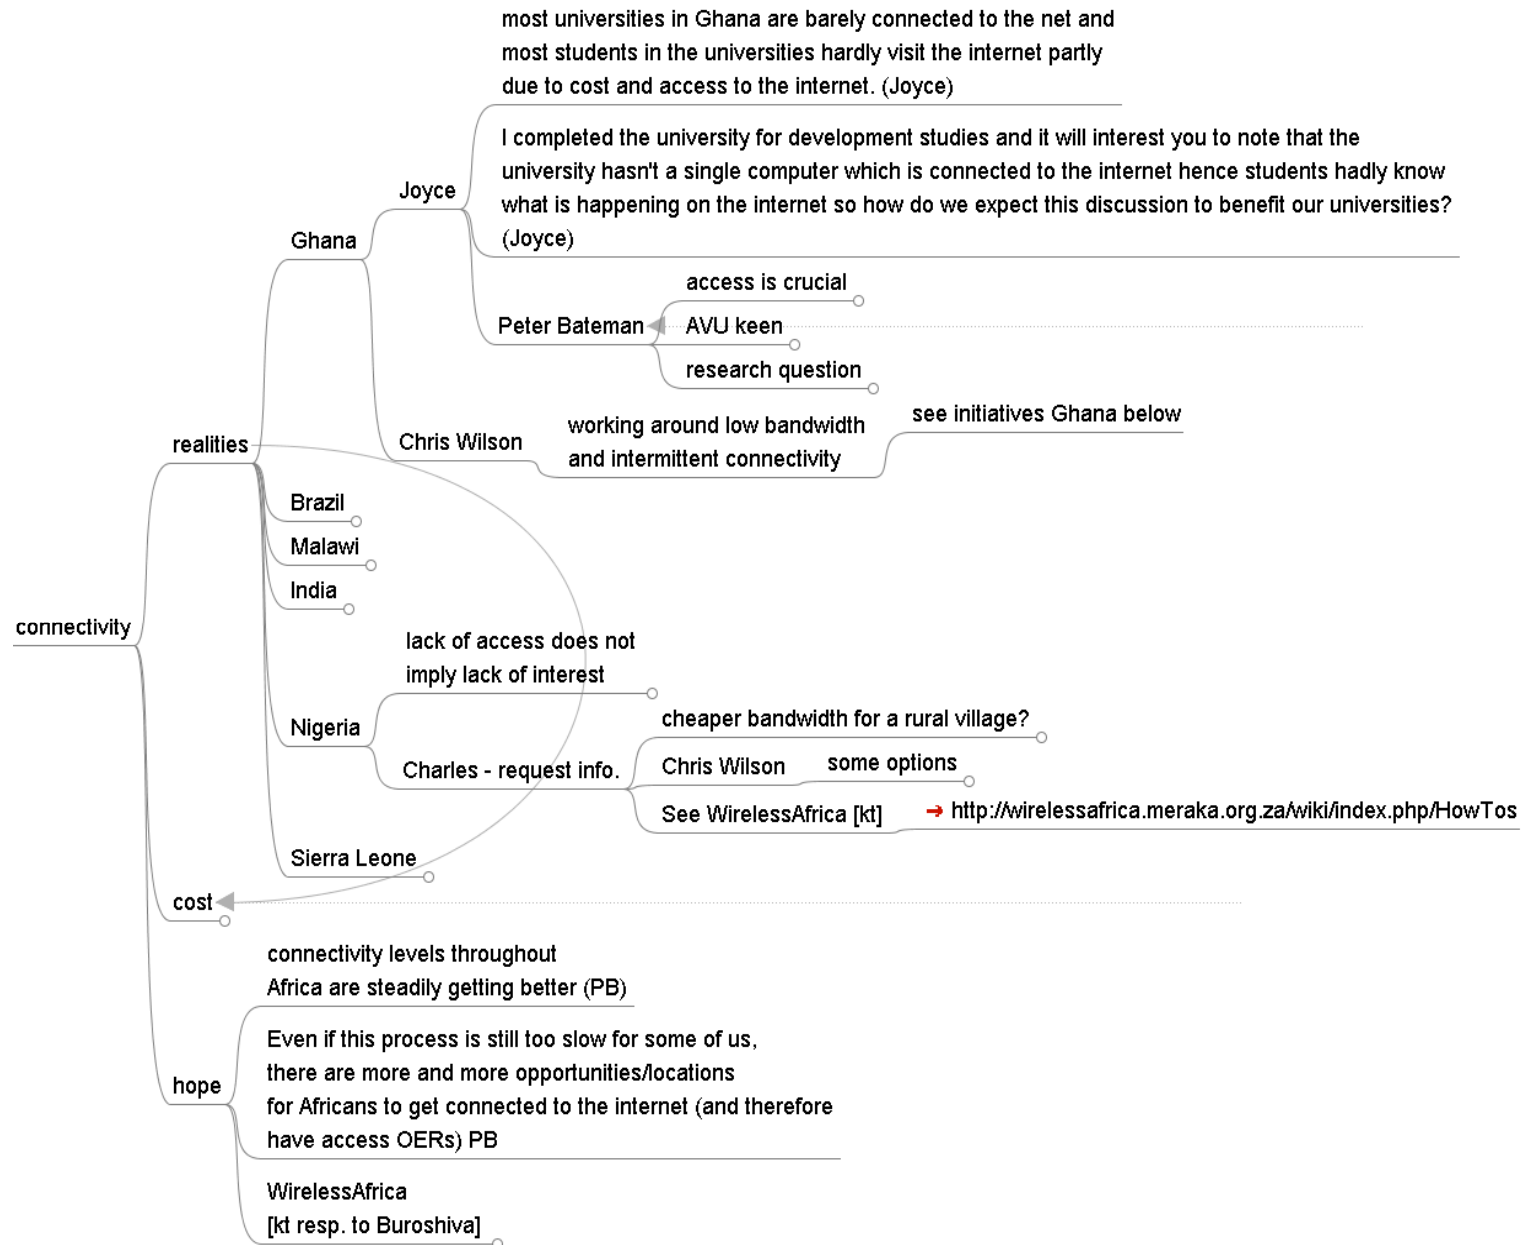 most universities in Ghana are barely connected to the net and
most students in the universities hardly visit the internet partly
due to cost and access to the internet. (Joyce)
I completed the university for development studies and it will interest you to note that the
university hasn't a single computer which is connected to the internet hence students hadly know
what is happening on the internet so how do we expect this discussion to benefit our universities?
(Joyce)
Joyce
Ghana
access is crucial
Peter Bateman
AVU keen
research question
see initiatives Ghana below
working around low bandwidth
and intermittent connectivity
Chris Wilson
realities
Brazil
Malawi
India
connectivity
lack of access does not
imply lack of interest
Nigeria
cheaper bandwidth for a rural village?
Charles - request info.
Chris Wilson
some options
See WirelessAfrica [kt]
http://wirelessafrica.meraka.org.za/wiki/index.php/HowTos
Sierra Leone
cost
connectivity levels throughout
Africa are steadily getting better (PB)
Even if this process is still too slow for some of us,
there are more and more opportunities/locations
for Africans to get connected to the internet (and therefore
have access OERs) PB
hope
WirelessAfrica
[kt resp. to Buroshiva]